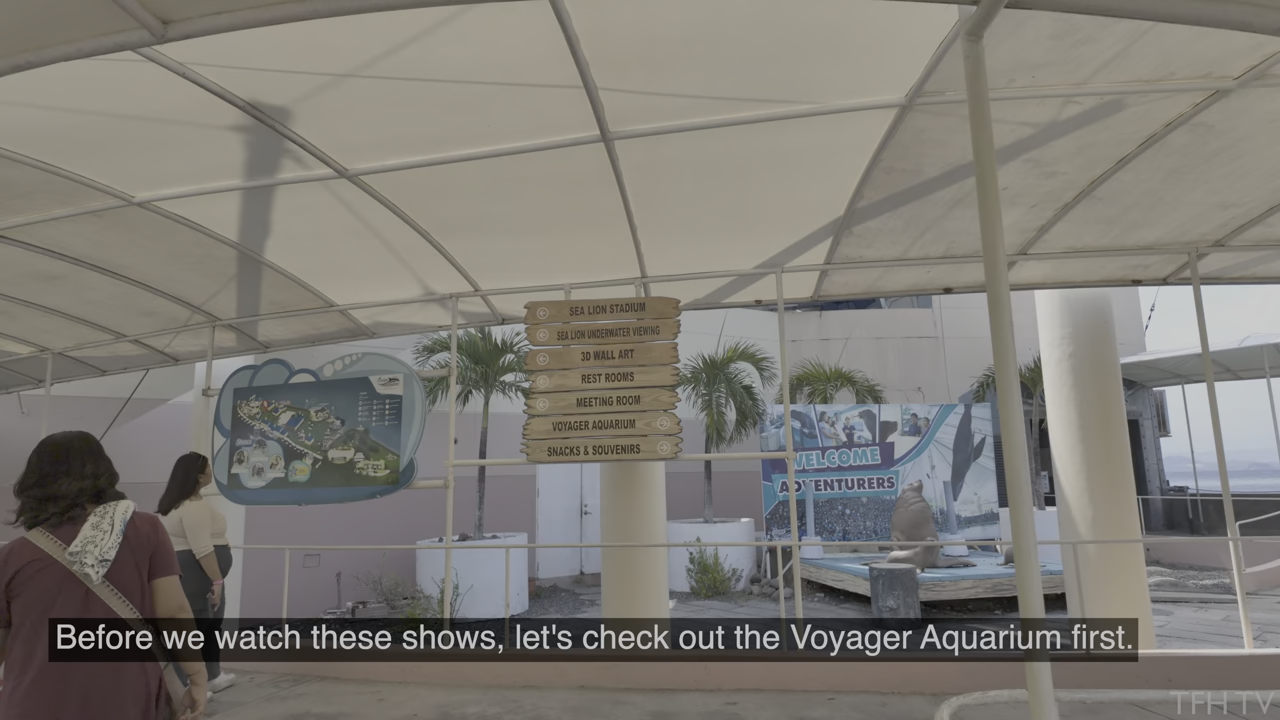 SEA LION STADIUM
SEA LION UNDERWATER VIEWING
3D WALL ART
REST ROOMS
MEETING ROOM
VOYAGER AQUARIUM
SNACKS & SOUVENIRS
WELCOME
ADVENTURERS
Before we watch these shows, let's check out the Voyager Aquarium first.
TFH TV